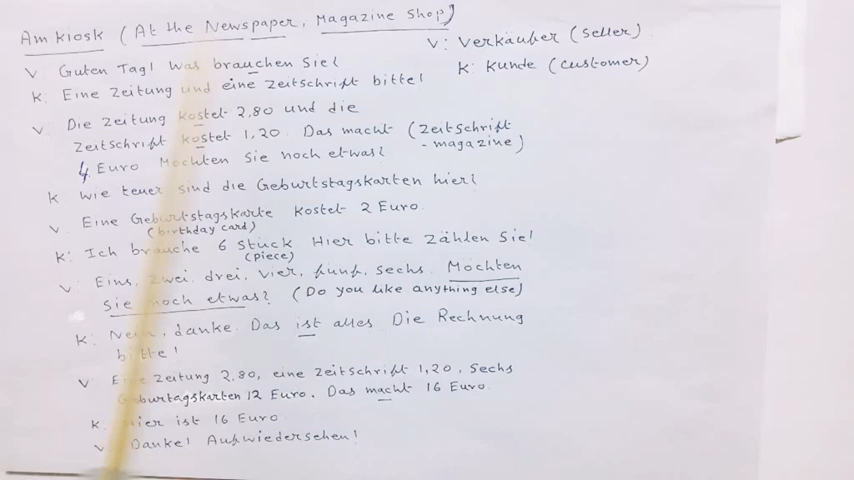 Am Kiosk (At the Newspaper, Magazine Shop)
V: Verkäufer (seller)
K: Kunde (customer)
V: Guten Tag! Was brauchen Sie?
K: Eine Zeitung und eine Zeitschrift bitte!
V: Die Zeitung kostet 2,80 und die
Zeitschrift kostet 1,20. Das macht
4 Euro Möchten Sie noch etwas?
(Zeitschrift
- magazine)
K Wie teuer sind die Geburtstagskarten hier?
V: Eine Geburtstagskarte kostet 2 Euro.
(birthday card)
K: Ich brauche 6 Stück Hier bitte zählen Sie!
(piece)
V: Eins, zwei, drei, vier, fünf, sechs. Möchten
Sie noch etwas? (Do you like anything else)
K: Nein, danke. Das ist alles. Die Rechnung
bitte!
V: Eine Zeitung 2,80, eine Zeitschrift 1,20, Sechs
Geburtagskarten 12 Euro. Das macht 16 Euro.
K. Hier ist 16 Euro
V Danke! Aufwiedersehen!